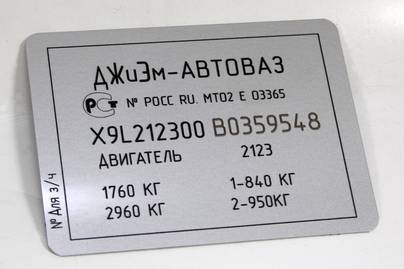 ДЖиЭм-АВТОВАЗ
РСТ № РОСС RU. МТ02 Е 03365
X9L212300 B0359548
ДВИГАТЕЛЬ 2123
1760 КГ 1-840 КГ
2960 КГ 2-950КГ
№ Для З/Ч